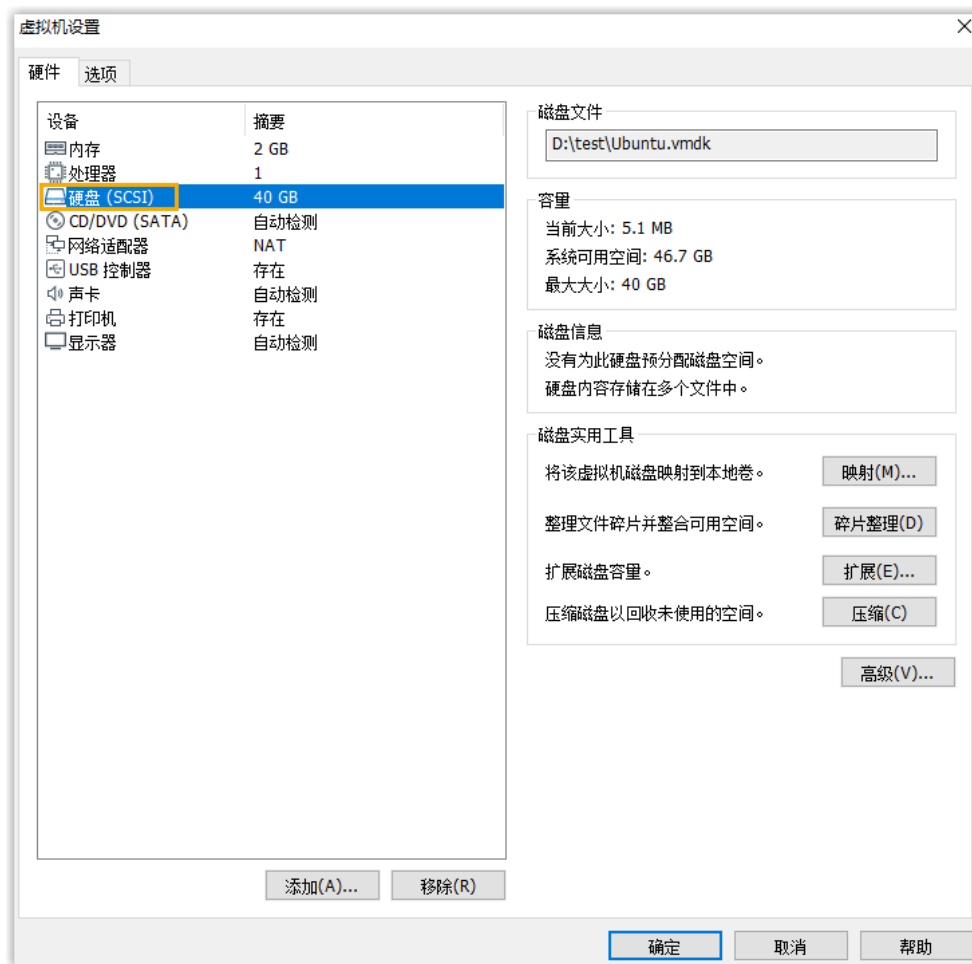 虚拟机设置
硬件 选项
设备 摘要
内存 2 GB
处理器 1
硬盘 (SCSI) 40 GB
CD/DVD (SATA) 自动检测
网络适配器 NAT
USB 控制器 存在
声卡 自动检测
打印机 存在
显示器 自动检测
添加(A)... 移除(R)
磁盘文件
D:\test\Ubuntu.vmdk
容量
当前大小: 5.1 MB
系统可用空间: 46.7 GB
最大大小: 40 GB
磁盘信息
没有为此硬盘预分配磁盘空间。
硬盘内容存储在多个文件中。
磁盘实用工具
将该虚拟机磁盘映射到本地卷。 映射(M)...
整理文件碎片并整合可用空间。 碎片整理(D)
扩展磁盘容量。 扩展(E)...
压缩磁盘以回收未使用的空间。 压缩(C)
高级(V)...
确定 取消 帮助